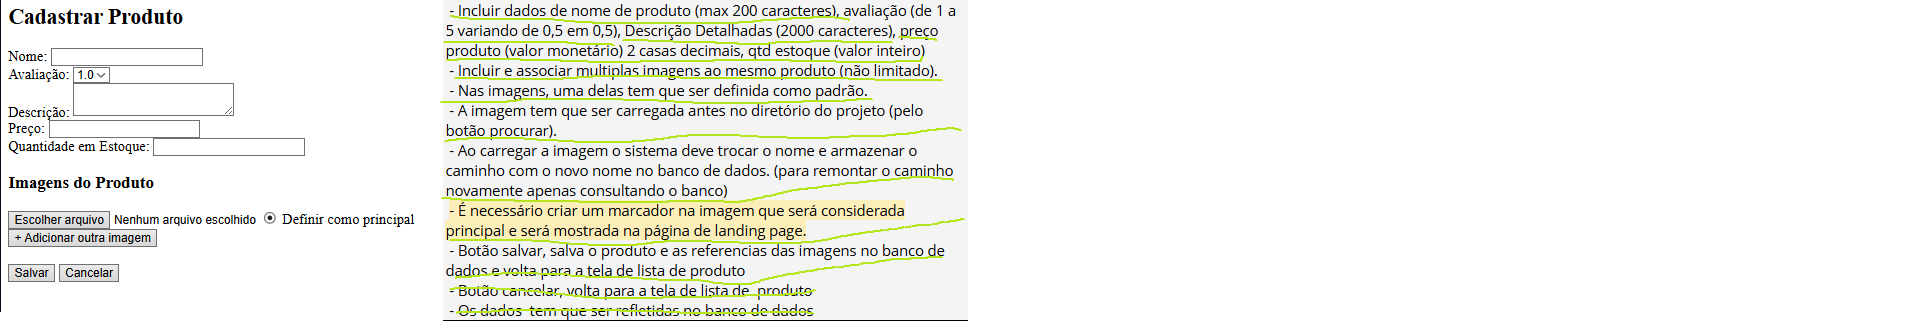 Cadastrar Produto
Nome:
Avaliação: 1.0
Descrição:
Preço:
Quantidade em Estoque:
Imagens do Produto
Escolher arquivo Nenhum arquivo escolhido Definir como principal
+ Adicionar outra imagem
Salvar Cancelar
- Incluir dados de nome de produto (max 200 caracteres), avaliação (de 1 a
5 variando de 0,5 em 0,5), Descrição Detalhadas (2000 caracteres), preço
produto (valor monetário) 2 casas decimais, qtd estoque (valor inteiro)
- Incluir e associar multiplas imagens ao mesmo produto (não limitado).
- Nas imagens, uma delas tem que ser definida como padrão.
- A imagem tem que ser carregada antes no diretório do projeto (pelo
botão procurar).
- Ao carregar a imagem o sistema deve trocar o nome e armazenar o
caminho com o novo nome no banco de dados. (para remontar o caminho
novamente apenas consultando o banco)
- É necessário criar um marcador na imagem que será considerada
principal e será mostrada na página de landing page.
- Botão salvar, salva o produto e as referencias das imagens no banco de
dados e volta para a tela de lista de produto
- Botão cancelar, volta para a tela de lista de produto
- Os dados tem que ser refletidas no banco de dados